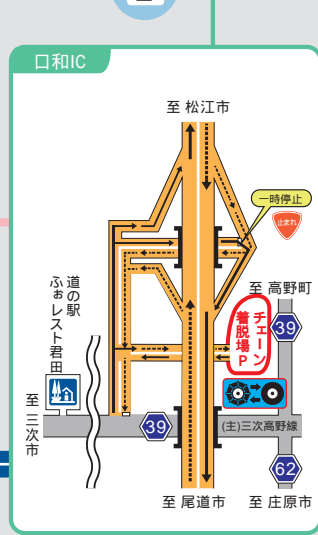 口和IC
至 松江市
一時停止
止まれ
至 高野町
道の駅
ふぉレスト君田
チェーン
着脱場P
39
至 三次市
39
(主)三次高野線
62
至 尾道市
至 庄原市